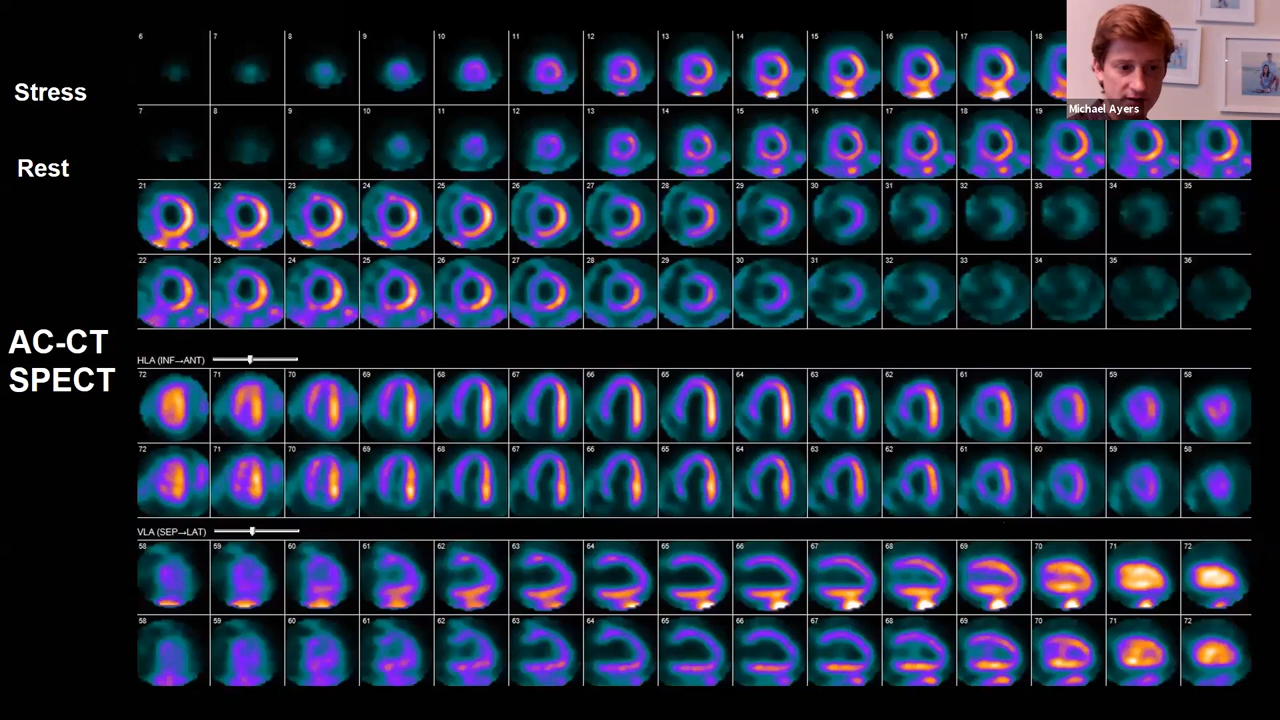 6 7 8 9 10 11 12 13 14 15 16 17 18
Stress
Michael Ayers
7 8 9 10 11 12 13 14 15 16 17 18 19 20
Rest
21 22 23 24 25 26 27 28 29 30 31 32 33 34 35
22 23 24 25 26 27 28 29 30 31 32 33 34 35 36
AC-CT
SPECT
HLA (INF→ANT)
72 71 70 69 68 67 66 65 64 63 62 61 60 59 58
72 71 70 69 68 67 66 65 64 63 62 61 60 59 58
VLA (SEP→LAT)
58 59 60 61 62 63 64 65 66 67 68 69 70 71 72
58 59 60 61 62 63 64 65 66 67 68 69 70 71 72